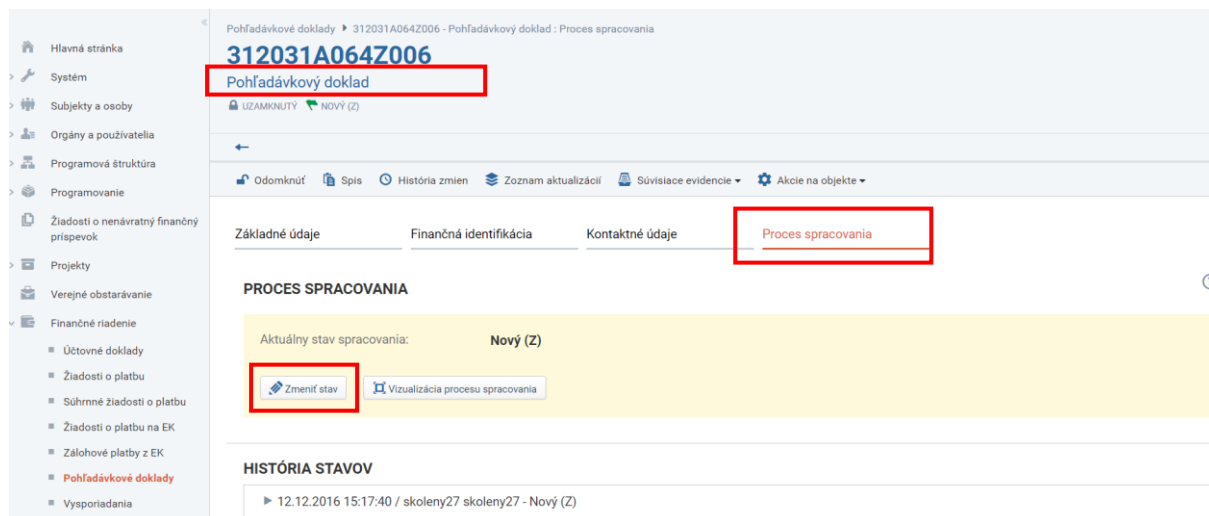 «
Hlavná stránka
Systém
Subjekty a osoby
Orgány a používatelia
Programová štruktúra
Programovanie
Žiadosti o nenávratný finančný
príspevok
Projekty
Verejné obstarávanie
Finančné riadenie
Účtovné doklady
Žiadosti o platbu
Súhrnné žiadosti o platbu
Žiadosti o platbu na EK
Zálohové platby z EK
Pohľadávkové doklady
Vysporiadania
Pohľadávkové doklady ▶ 312031A064Z006 - Pohľadávkový doklad : Proces spracovania
312031A064Z006
Pohľadávkový doklad
UZAMKNUTÝ NOVÝ (Z)
Odomknúť Spis História zmien Zoznam aktualizácií Súvisiace evidencie Akcie na objekte
Základné údaje Finančná identifikácia Kontaktné údaje Proces spracovania
PROCES SPRACOVANIA
Aktuálny stav spracovania: Nový (Z)
Zmeniť stav Vizualizácia procesu spracovania
HISTÓRIA STAVOV
▶ 12.12.2016 15:17:40 / skoleny27 skoleny27 - Nový (Z)